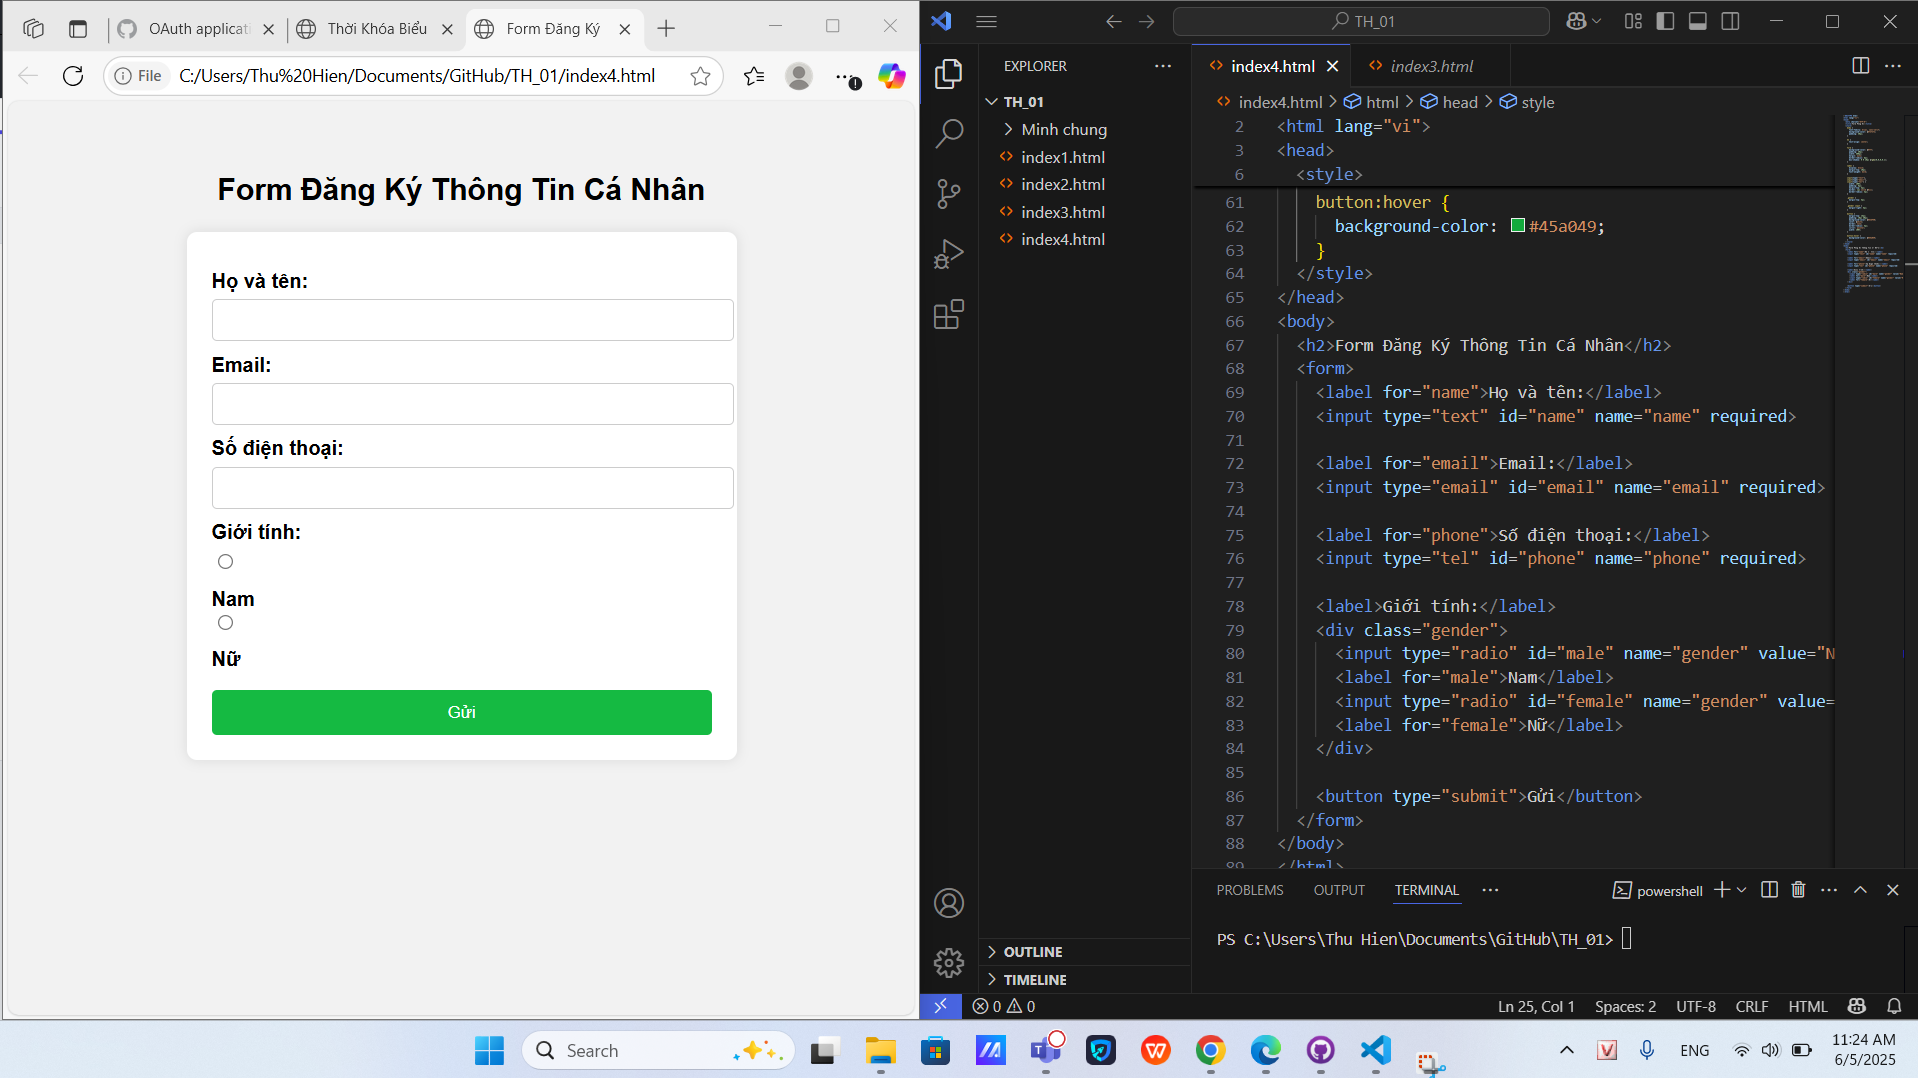 OAuth applicati
Thời Khóa Biểu
Form Đăng Ký
File
C:/Users/Thu%20Hien/Documents/GitHub/TH_01/index4.html
Form Đăng Ký Thông Tin Cá Nhân
Họ và tên:
Email:
Số điện thoại:
Giới tính:
Nam
Nữ
Gửi
TH_01
EXPLORER
TH_01
Minh chung
index1.html
index2.html
index3.html
index4.html
OUTLINE
TIMELINE
index4.html
index3.html
index4.html > html > head > style
2 <html lang="vi">
3 <head>
6 <style>
61 button:hover {
62 background-color: #45a049;
63 }
64 </style>
65 </head>
66 <body>
67 <h2>Form Đăng Ký Thông Tin Cá Nhân</h2>
68 <form>
69 <label for="name">Họ và tên:</label>
70 <input type="text" id="name" name="name" required>
71
72 <label for="email">Email:</label>
73 <input type="email" id="email" name="email" required>
74
75 <label for="phone">Số điện thoại:</label>
76 <input type="tel" id="phone" name="phone" required>
77
78 <label>Giới tính:</label>
79 <div class="gender">
80 <input type="radio" id="male" name="gender" value="N
81 <label for="male">Nam</label>
82 <input type="radio" id="female" name="gender" value=
83 <label for="female">Nữ</label>
84 </div>
85
86 <button type="submit">Gửi</button>
87 </form>
88 </body>
89 </html>
PROBLEMS OUTPUT TERMINAL
powershell
PS C:\Users\Thu Hien\Documents\GitHub\TH_01>
0 0
Ln 25, Col 1 Spaces: 2 UTF-8 CRLF HTML
Search
ENG
11:24 AM
6/5/2025